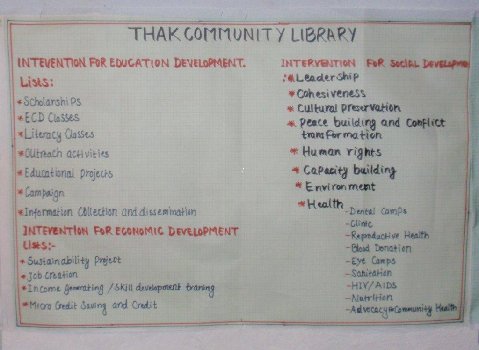 THAK COMMUNITY LIBRARY
INTEVENTION FOR EDUCATION DEVELOPMENT.
Lists:
* Scholarships
* ECD Classes
* Literacy Classes
* Outreach activities
* Educational Projects
* Campaign
* Information Collection and dissemination
INTEVENTION FOR ECONOMIC DEVELOPMENT
Lists:-
* Sustainability Project
* Job Creation
* Income Generating / Skill development traning
* Micro Credit Saving and Credit
INTERVENTION FOR SOCIAL DEVELOPMEN
* Leadership
* Cohesiveness
* Cultural preservation
* Peace building and Conflict
transformation
* Human rights
* Capacity building
* Environment
* Health
- Dental Camps
- Clinic
- Reproductive Health
- Blood Donation
- Eye Camps
- Sanitation
- HIV/AIDS
- Nutrition
- Advocacy for Community Health